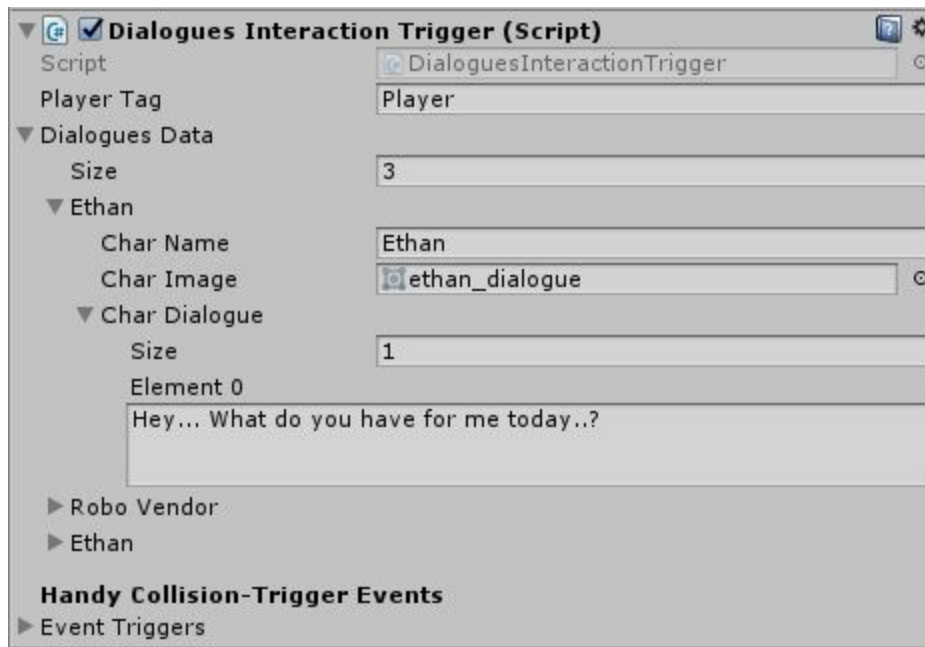 Dialogues Interaction Trigger (Script)
Script DialoguesInteractionTrigger
Player Tag Player
Dialogues Data
Size 3
Ethan
Char Name Ethan
Char Image ethan_dialogue
Char Dialogue
Size 1
Element 0
Hey... What do you have for me today..?
Robo Vendor
Ethan
Handy Collision-Trigger Events
Event Triggers